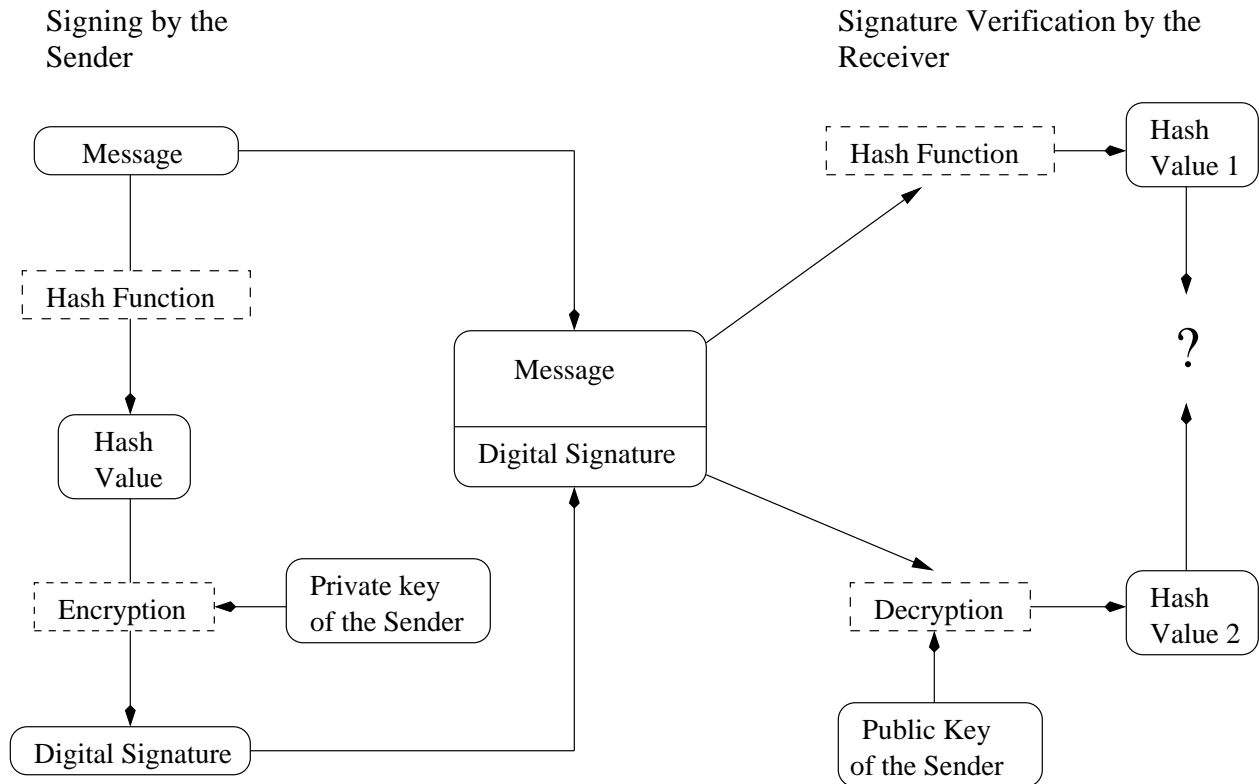 Signing by the
Sender
Signature Verification by the
Receiver
Message
Hash Function
Hash
Value
Encryption
Private key
of the Sender
Digital Signature
Message
Digital Signature
Hash Function
Hash
Value 1
?
Decryption
Hash
Value 2
Public Key
of the Sender